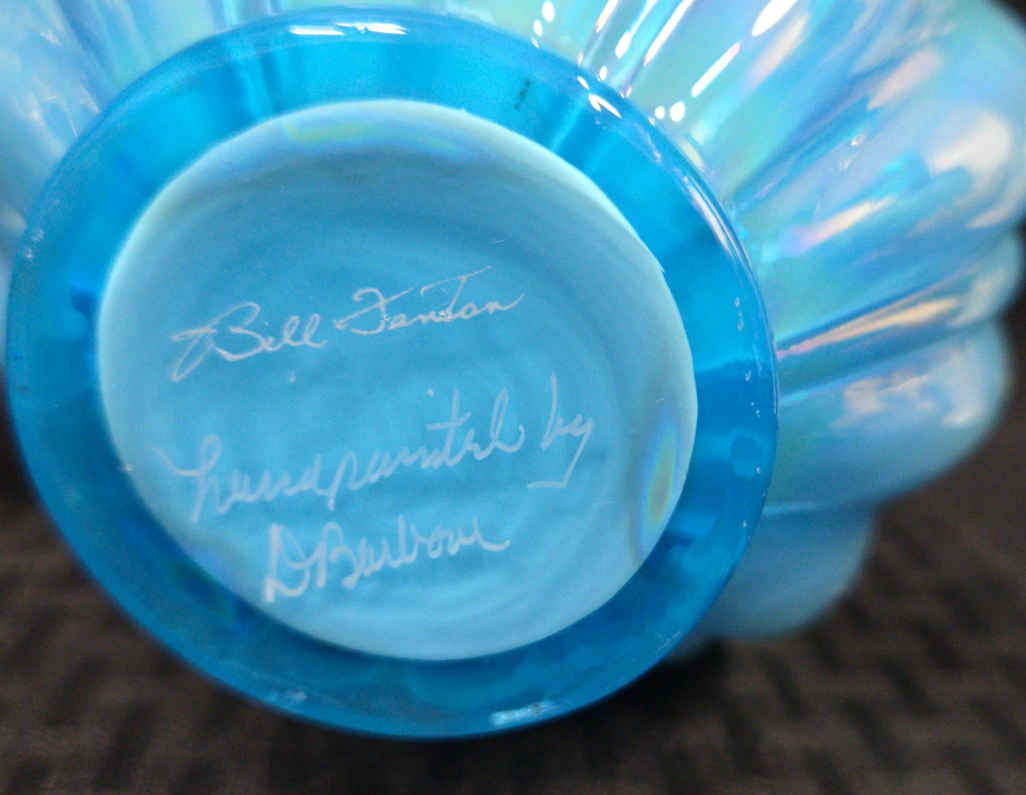 Bill Fenton
handpainted by
D Barbour